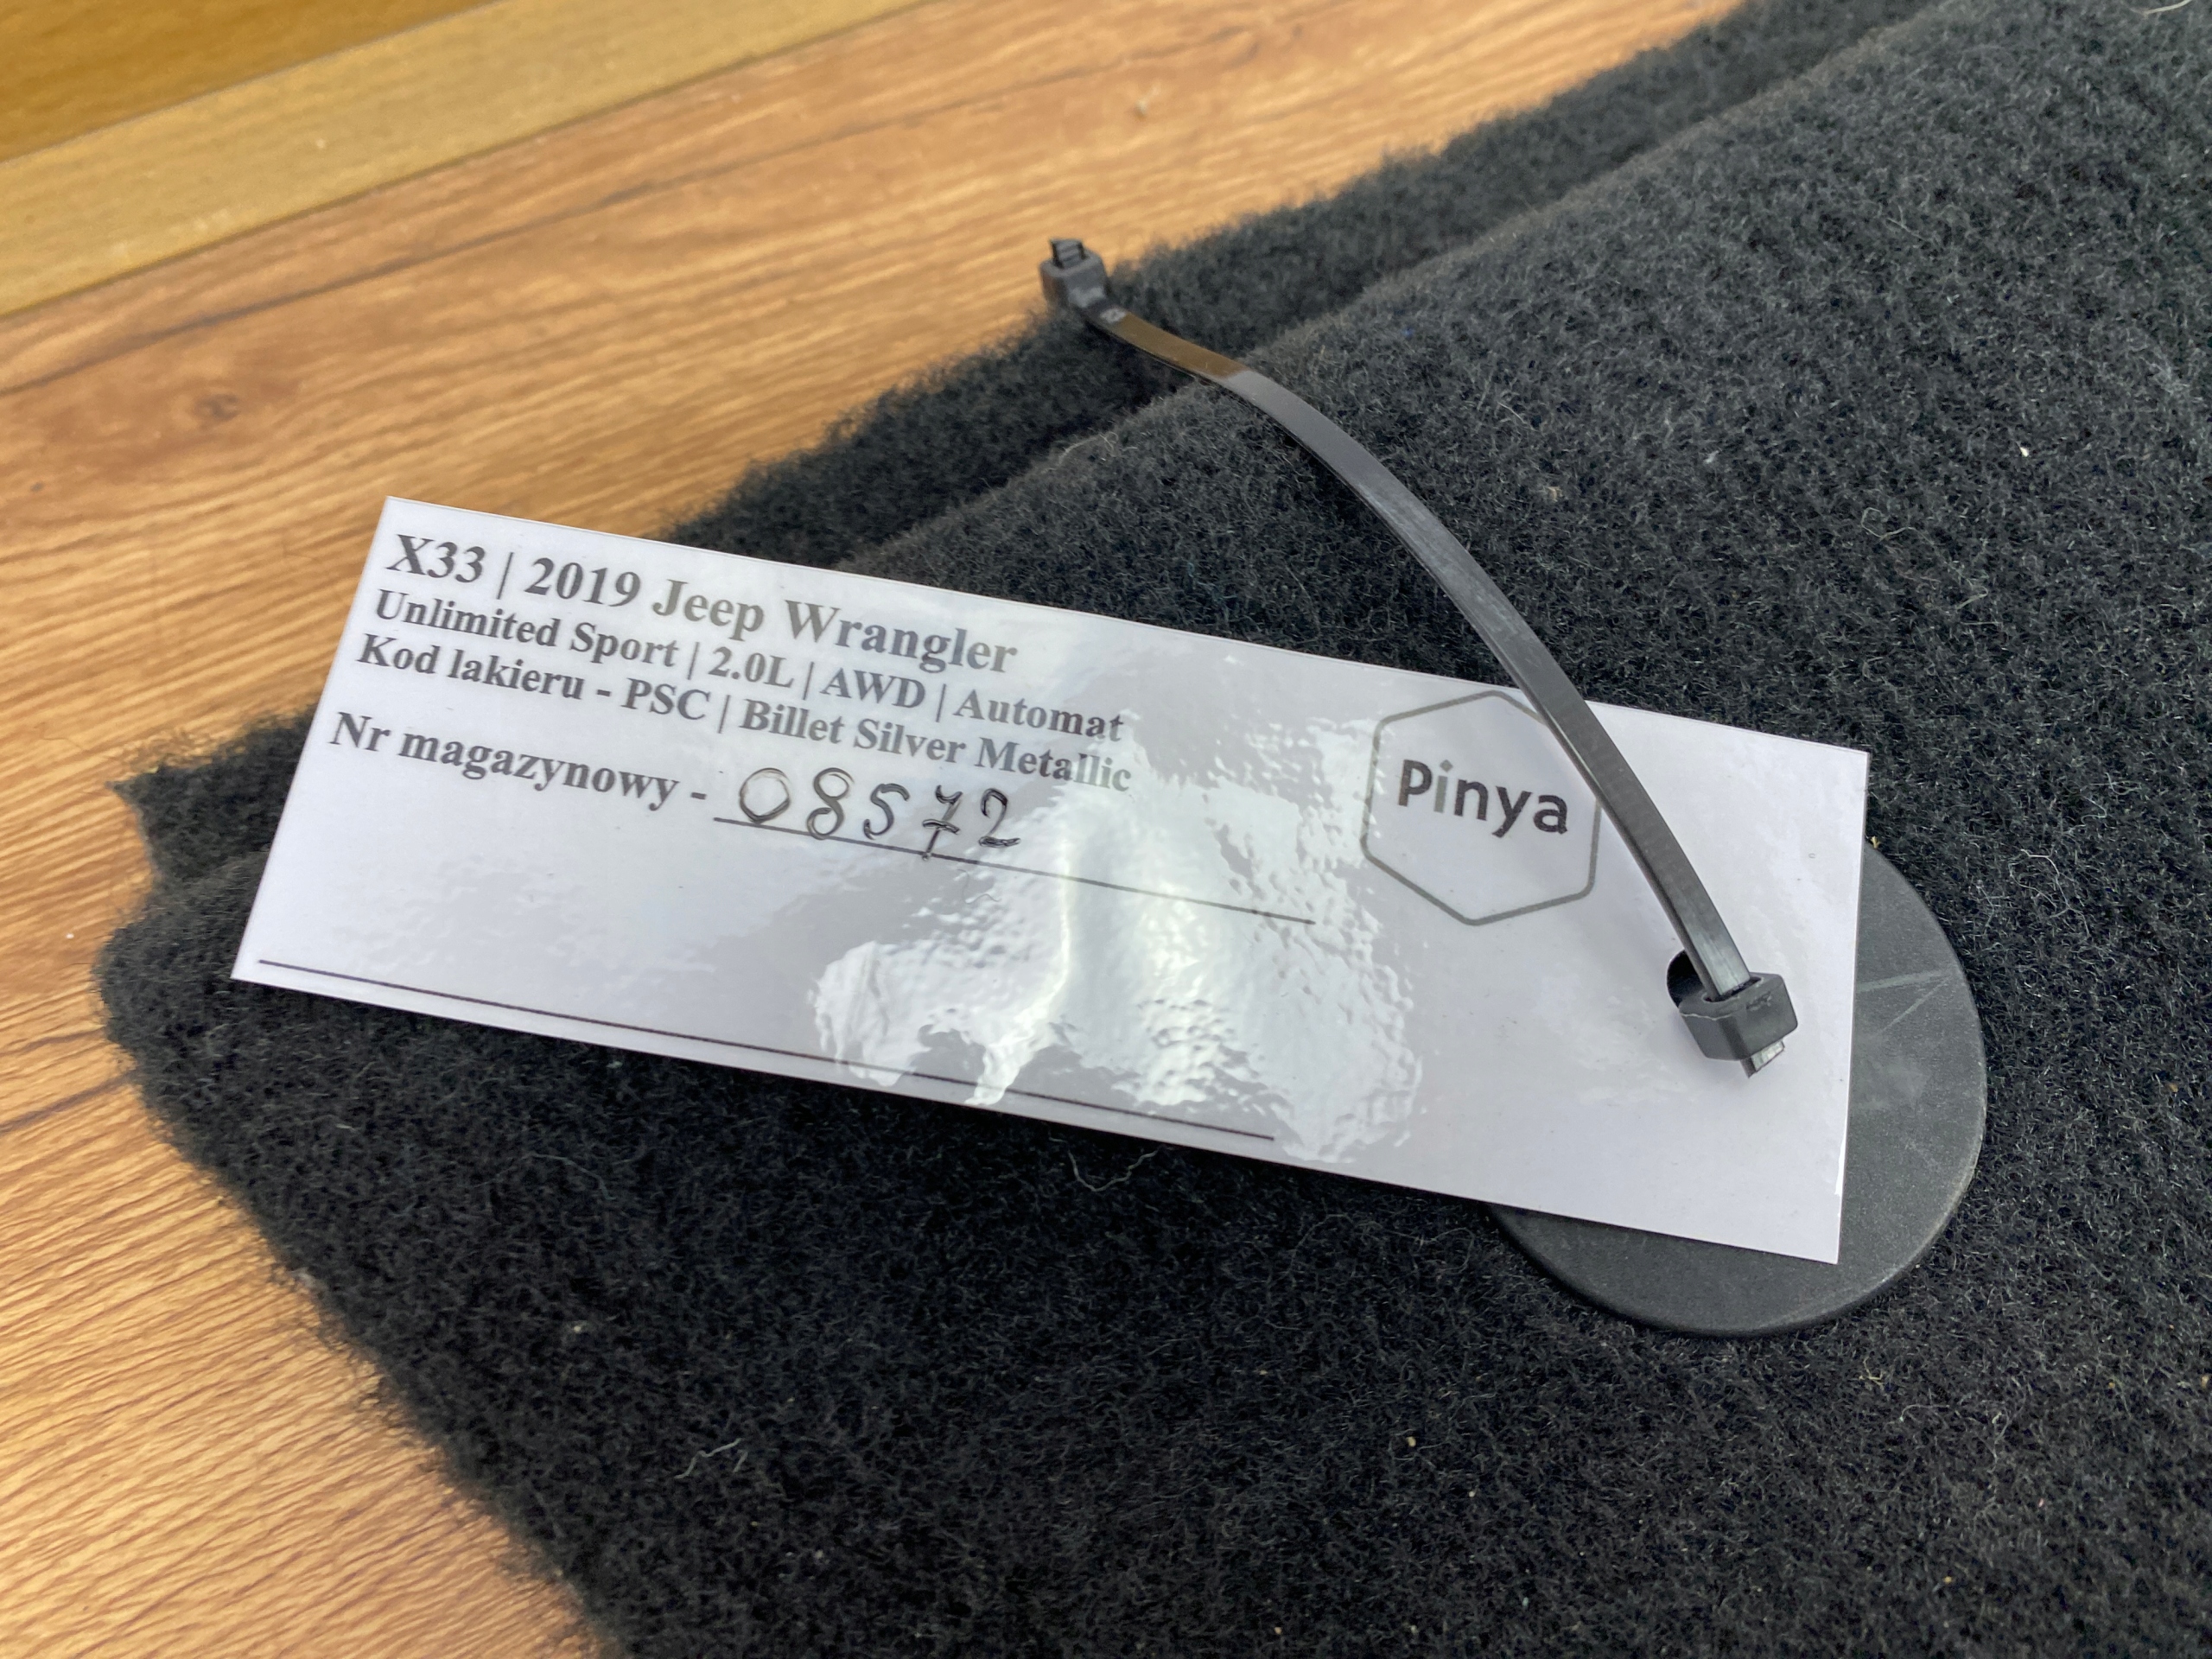 X33 | 2019 Jeep Wrangler
Unlimited Sport | 2.0L | AWD | Automat
Kod lakieru - PSC | Billet Silver Metallic
Nr magazynowy - 08572
Pinya